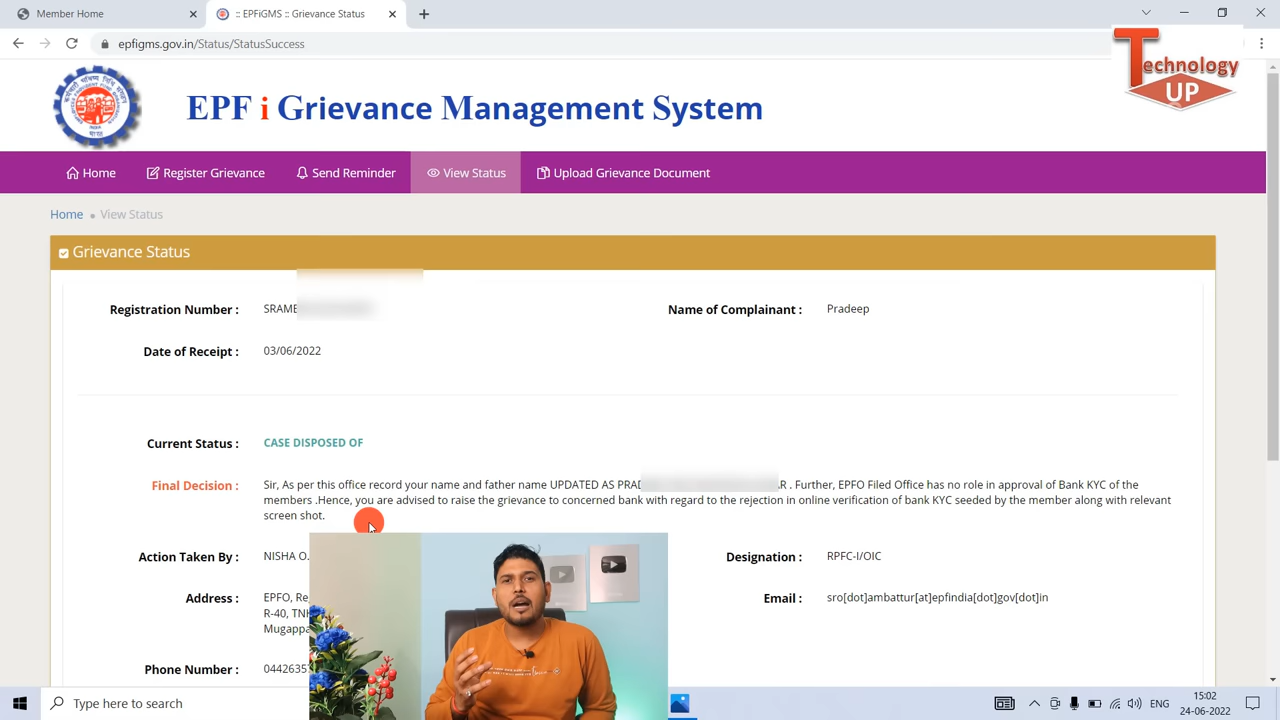 Member Home
:: EPFiGMS :: Grievance Status
epfigms.gov.in/Status/StatusSuccess
Technology
UP
EPF i Grievance Management System
Home
Register Grievance
Send Reminder
View Status
Upload Grievance Document
Home
View Status
Grievance Status
Registration Number : SRAMB
Name of Complainant : Pradeep
Date of Receipt : 03/06/2022
Current Status : CASE DISPOSED OF
Final Decision : Sir, As per this office record your name and father name UPDATED AS R . Further, EPFO Filed Office has no role in approval of Bank KYC of the
members .Hence, you are advised to raise the grievance to concerned bank with regard to the rejection in online verification of bank KYC seeded by the member along with relevant
screen shot.
Action Taken By : NISHA O.
Designation : RPFC-I/OIC
Address : EPFO,
R-40,
Email : sro[dot]ambattur[at]epfindia[dot]gov[dot]in
Phone Number :
Type here to search
ENG
15:02
24-06-2022